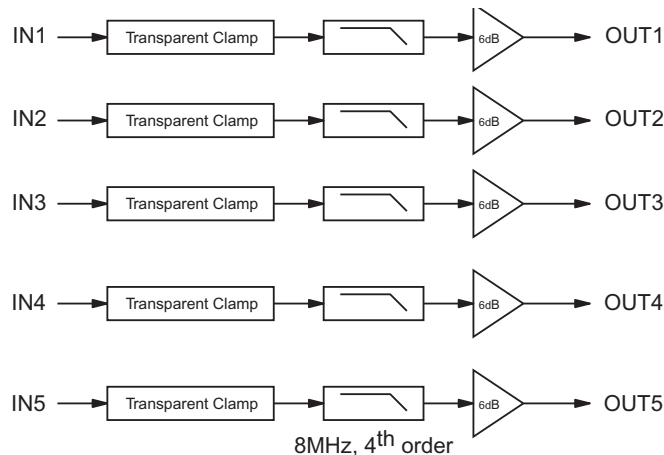 IN1 Transparent Clamp 6dB OUT1
IN2 Transparent Clamp 6dB OUT2
IN3 Transparent Clamp 6dB OUT3
IN4 Transparent Clamp 6dB OUT4
IN5 Transparent Clamp 6dB OUT5
8MHz, 4th order